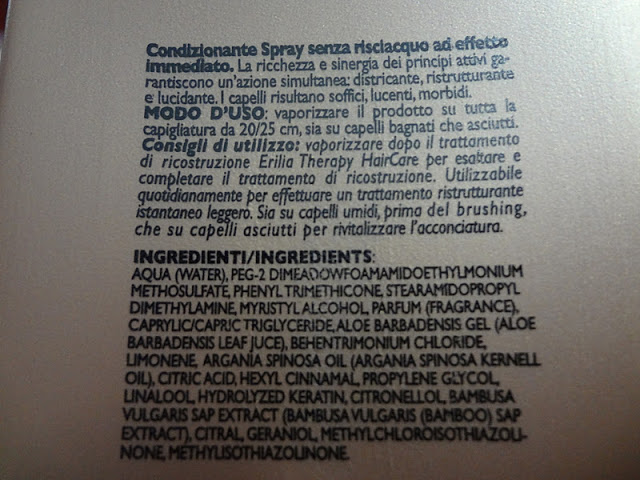 Condizionante Spray senza risciacquo ad effetto
immediato. La ricchezza e sinergia dei principi attivi ga-
rantiscono un'azione simultanea: districante, ristrutturante
e lucidante. I capelli risultano soffici, lucenti, morbidi.
MODO D'USO: vaporizzare il prodotto su tutta la
capigliatura da 20/25 cm, sia su capelli bagnati che asciutti.
Consigli di utilizzo: vaporizzare dopo il trattamento
di ricostruzione Erilia Therapy HairCare per esaltare e
completare il trattamento di ricostruzione. Utilizzabile
quotidianamente per effettuare un trattamento ristrutturante
istantaneo leggero. Sia su capelli umidi, prima del brushing,
che su capelli asciutti per rivitalizzare l'acconciatura.
INGREDIENTI/INGREDIENTS:
AQUA (WATER), PEG-2 DIMEADOWFOAMAMIDOETHYLMONIUM
METHOSULFATE, PHENYL TRIMETHICONE, STEARAMIDOPROPYL
DIMETHYLAMINE, MYRISTYL ALCOHOL, PARFUM (FRAGRANCE),
CAPRYLIC/CAPRIC TRIGLYCERIDE, ALOE BARBADENSIS GEL (ALOE
BARBADENSIS LEAF JUCE), BEHENTRIMONIUM CHLORIDE,
LIMONENE, ARGANIA SPINOSA OIL (ARGANIA SPINOSA KERNELL
OIL), CITRIC ACID, HEXYL CINNAMAL, PROPYLENE GLYCOL,
LINALOOL, HYDROLYZED KERATIN, CITRONELLOL, BAMBUSA
VULGARIS SAP EXTRACT (BAMBUSA VULGARIS (BAMBOO) SAP
EXTRACT), CITRAL, GERANIOL, METHYLCHLOROISOTHIAZOLI-
NONE, METHYLISOTHIAZOLINONE.